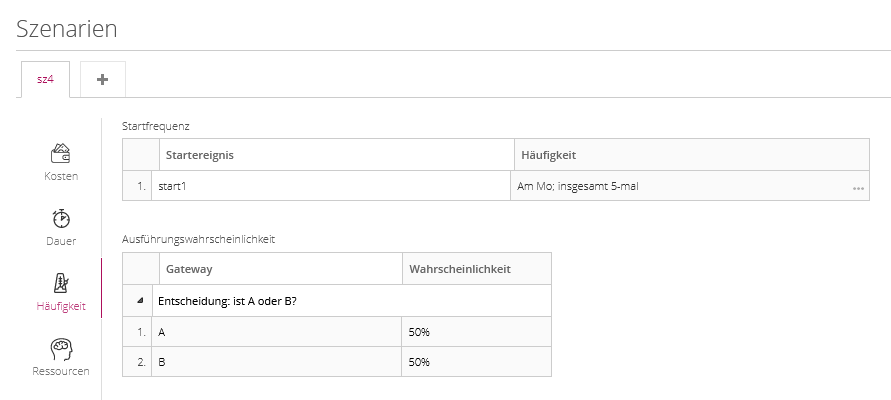 Szenarien
sz4
Kosten
Dauer
Häufigkeit
Ressourcen
Startfrequenz
Startereignis Häufigkeit
1. start1 Am Mo; insgesamt 5-mal ...
Ausführungswahrscheinlichkeit
Gateway Wahrscheinlichkeit
Entscheidung: ist A oder B?
1. A 50%
2. B 50%